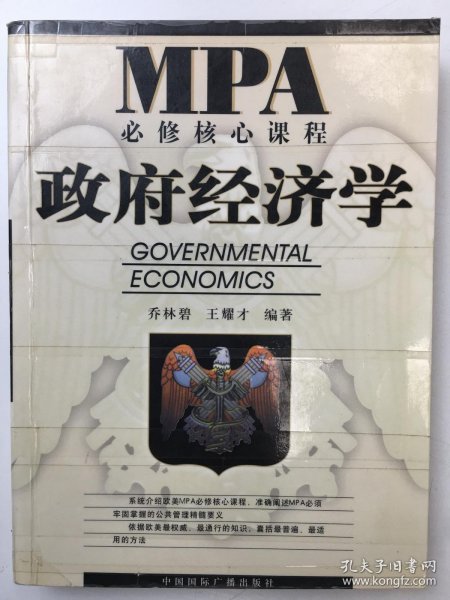 MPA
必修核心课程
政府经济学
GOVERNMENTAL
ECONOMICS
乔林碧 王耀才 编著
系统介绍欧美MPA必修核心课程，准确阐述MPA必须
牢固掌握的公共管理精髓要义
依据欧美最权威、最通行的知识，囊括最普遍、最适
用的方法
中国国际广播出版社
孔夫子旧书网
www.kongfz.com